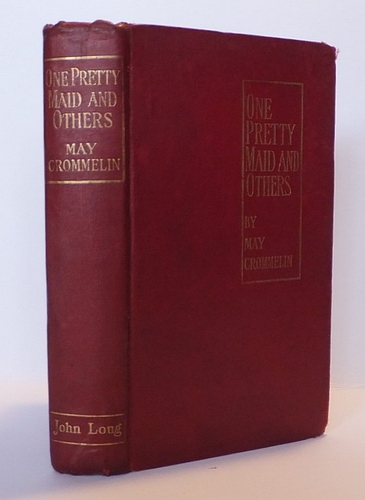 ONE PRETTY
MAID AND
OTHERS
MAY
CROMMELIN
John Long
ONE
PRETTY
MAID AND
OTHERS
BY
MAY
CROMMELIN